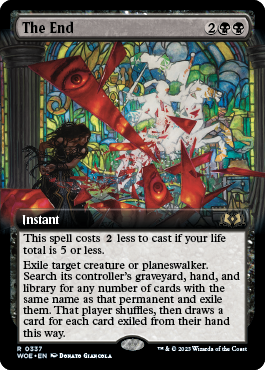 The End 2
Instant
This spell costs 2 less to cast if your life
total is 5 or less.
Exile target creature or planeswalker.
Search its controller's graveyard, hand, and
library for any number of cards with the
same name as that permanent and exile
them. That player shuffles, then draws a
card for each card exiled from their hand
this way.
R 0337
WOE • EN Donato Giancola
™ & © 2023 Wizards of the Coast